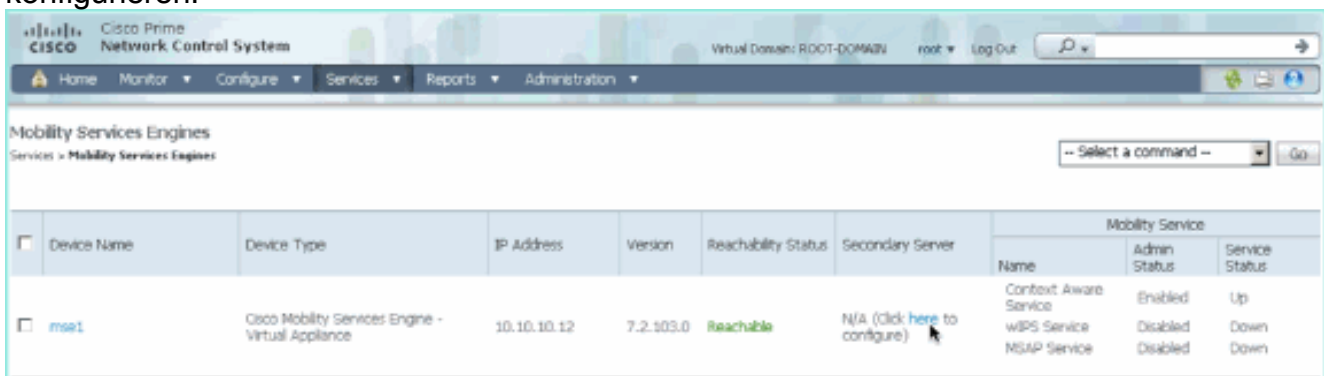 konfigurieren.
Cisco Prime
CISCO Network Control System
Virtual Domain: ROOT-DOMAIN root Log Out
Home Monitor Configure Services Reports Administration
Mobility Services Engines
Services > Mobility Services Engines
-- Select a command -- Go
Mobility Service
Device Name Device Type IP Address Version Reachability Status Secondary Server
Name Admin Status Service Status
mse1 Cisco Mobility Services Engine - Virtual Appliance 10.10.10.12 7.2.103.0 Reachable N/A (Click here to configure)
Context Aware Service Enabled Up
wIPS Service Disabled Down
MSAP Service Disabled Down